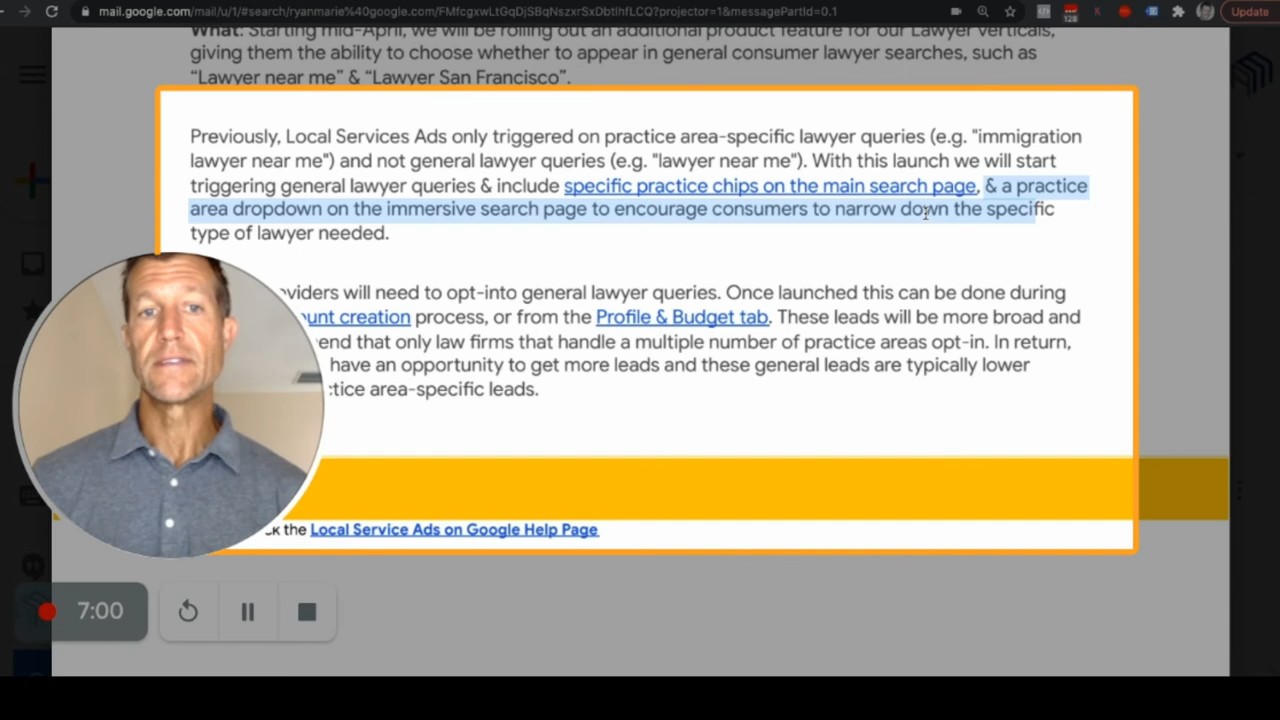 mail.google.com/mail/u/1/#search/ryanmarie%40google.com/FMfcgxwLtGqDjSBqNszxrSxDbtlhfLCQ?projector=1&messagePartId=0.1
128
K
Update
What: Starting mid-April, we will be rolling out an additional product feature for our Lawyer verticals,
giving them the ability to choose whether to appear in general consumer lawyer searches, such as
“Lawyer near me” & “Lawyer San Francisco”.
Previously, Local Services Ads only triggered on practice area-specific lawyer queries (e.g. "immigration
lawyer near me") and not general lawyer queries (e.g. "lawyer near me"). With this launch we will start
triggering general lawyer queries & include specific practice chips on the main search page, & a practice
area dropdown on the immersive search page to encourage consumers to narrow down the specific
type of lawyer needed.
oviders will need to opt-into general lawyer queries. Once launched this can be done during
ount creation process, or from the Profile & Budget tab. These leads will be more broad and
end that only law firms that handle a multiple number of practice areas opt-in. In return,
have an opportunity to get more leads and these general leads are typically lower
ctice area-specific leads.
ck the Local Service Ads on Google Help Page
7:00